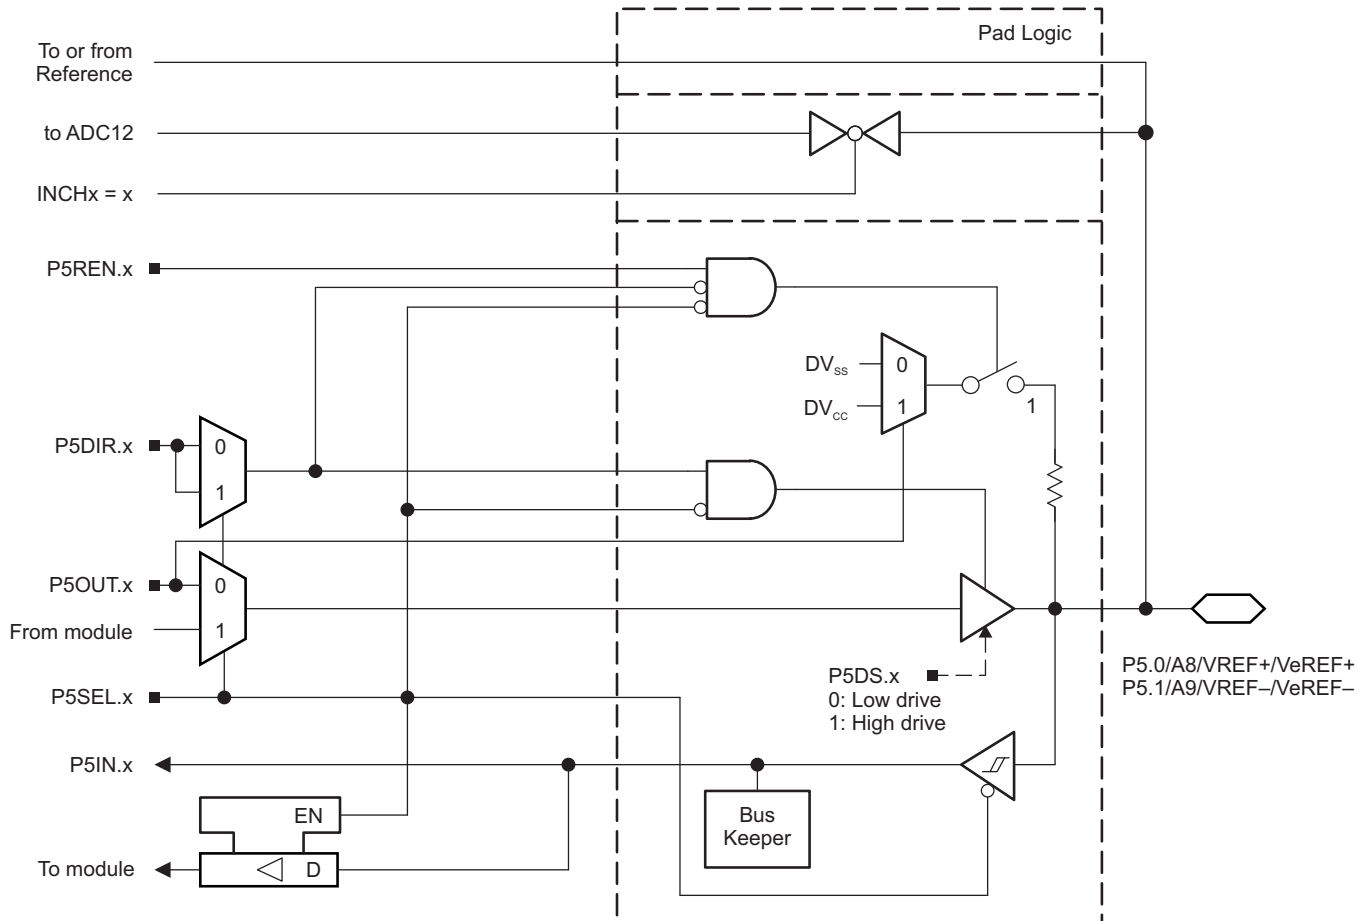 Pad Logic
To or from
Reference
to ADC12
INCHx = x
P5REN.x
DVSS
0
DVCC
1
1
P5DIR.x
0
1
P5OUT.x
0
From module
1
P5DS.x
0: Low drive
1: High drive
P5.0/A8/VREF+/VeREF+
P5.1/A9/VREF–/VeREF–
P5SEL.x
P5IN.x
Bus
Keeper
EN
To module
D